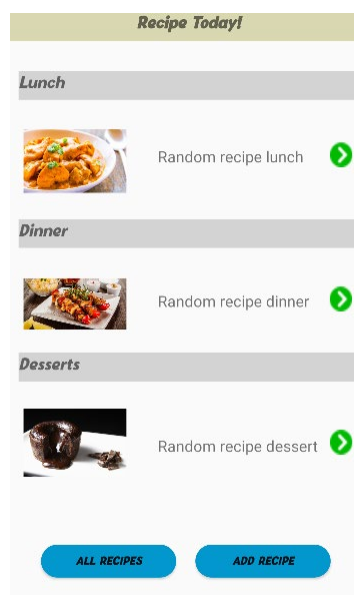 Recipe Today!
Lunch
Random recipe lunch
Dinner
Random recipe dinner
Desserts
Random recipe dessert
ALL RECIPES
ADD RECIPE